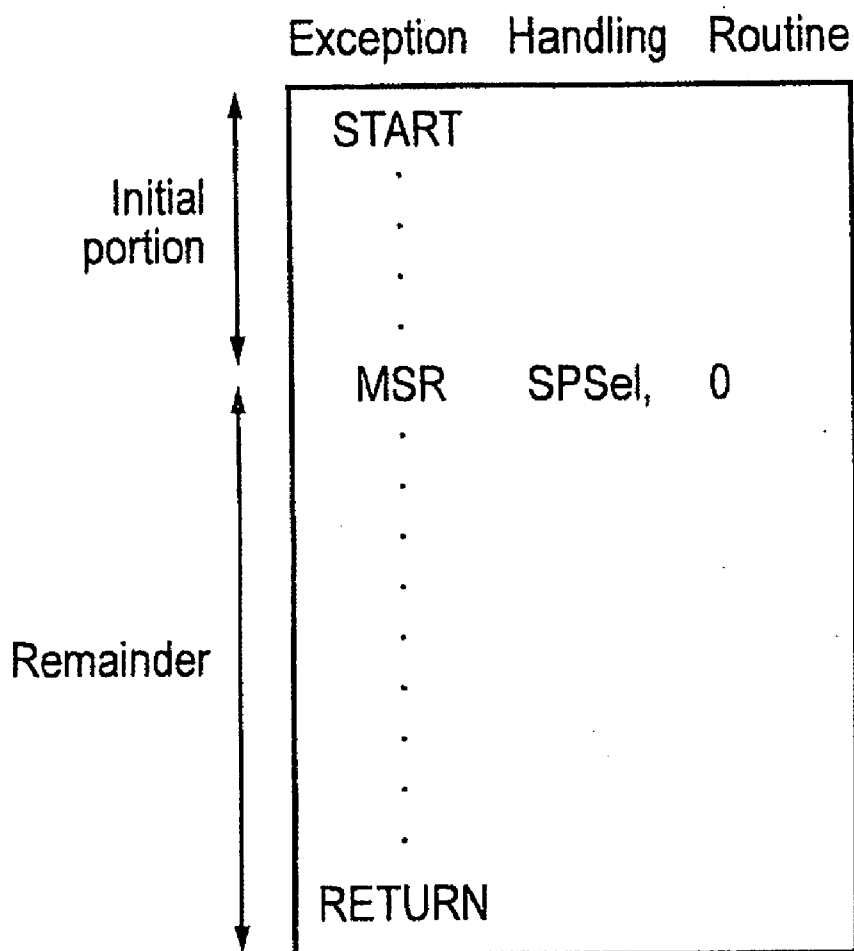 Exception Handling Routine
START
Initial
portion
MSR SPSel, 0
Remainder
RETURN